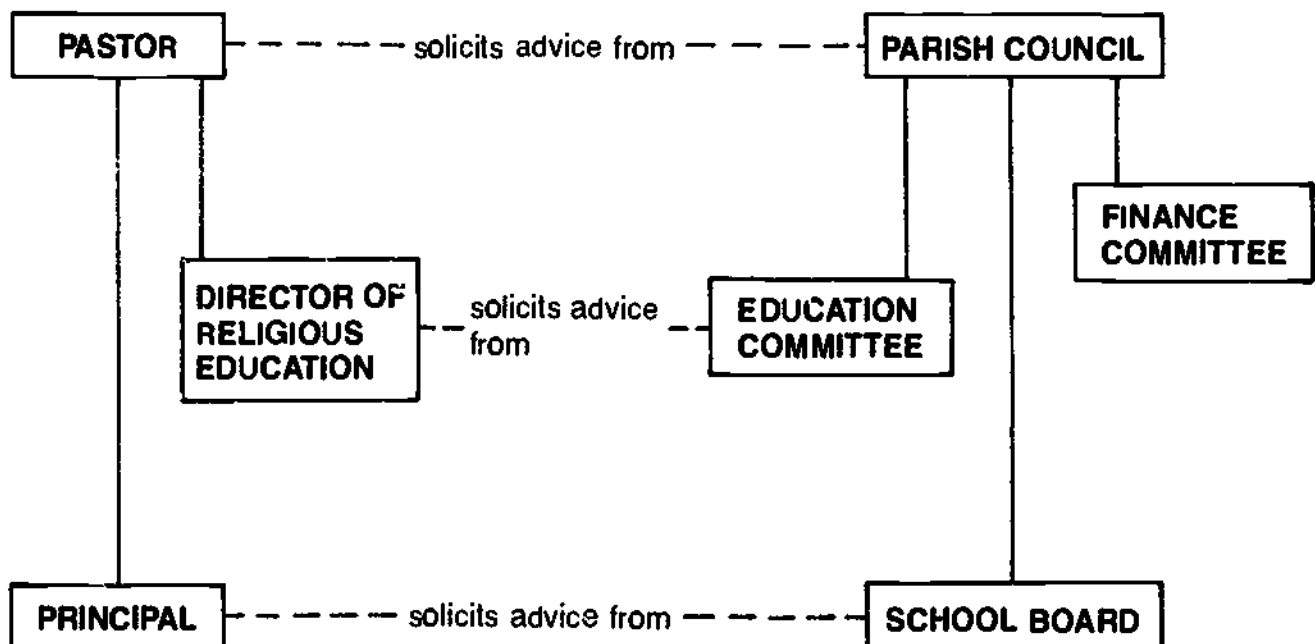 PASTOR
solicits advice from
PARISH COUNCIL
FINANCE
COMMITTEE
DIRECTOR OF
RELIGIOUS
EDUCATION
solicits advice
from
EDUCATION
COMMITTEE
PRINCIPAL
solicits advice from
SCHOOL BOARD